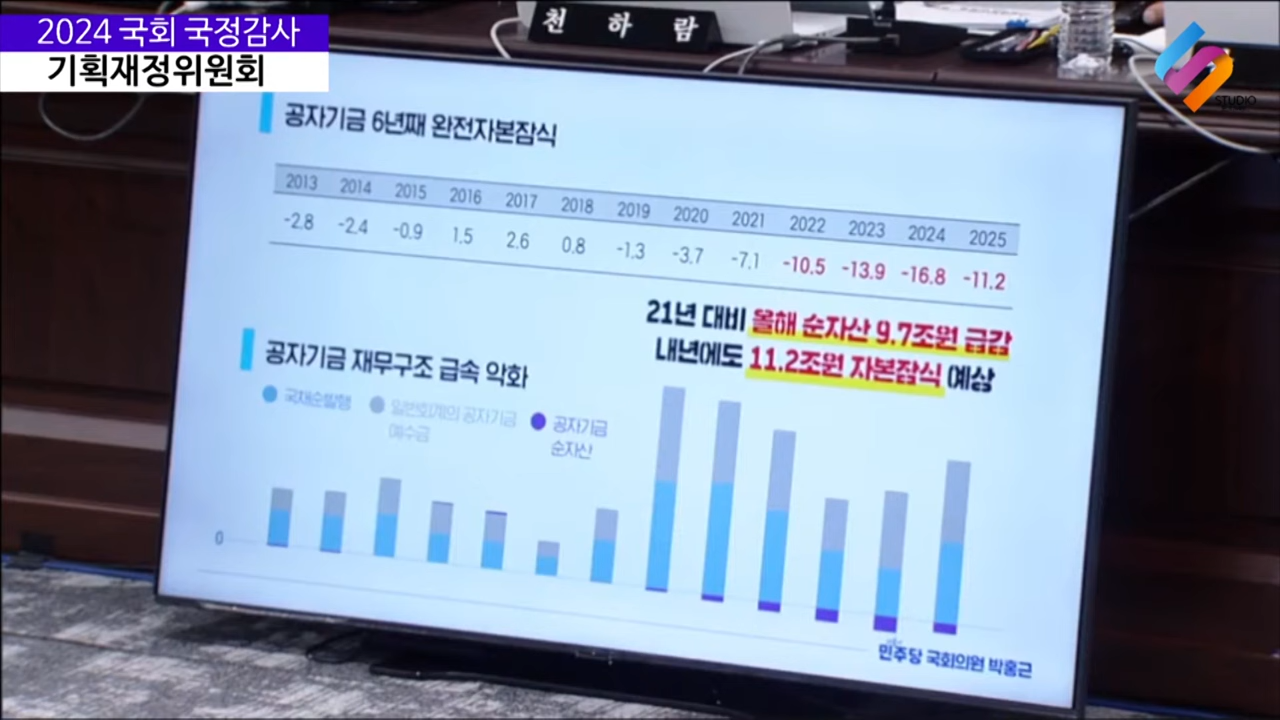 2024 국회 국정감사
기획재정위원회
천 하 람
STUDIO
공자기금 6년째 완전자본잠식
2013 2014 2015 2016 2017 2018 2019 2020 2021 2022 2023 2024 2025
-2.8 -2.4 -0.9 1.5 2.6 0.8 -1.3 -3.7 -7.1 -10.5 -13.9 -16.8 -11.2
21년 대비 올해 순자산 9.7조원 급감
내년에도 11.2조원 자본잠식 예상
공자기금 재무구조 급속 악화
국채순발행 일반회계의 공자기금 예수금 공자기금 순자산
0
민주당 국회의원 박홍근